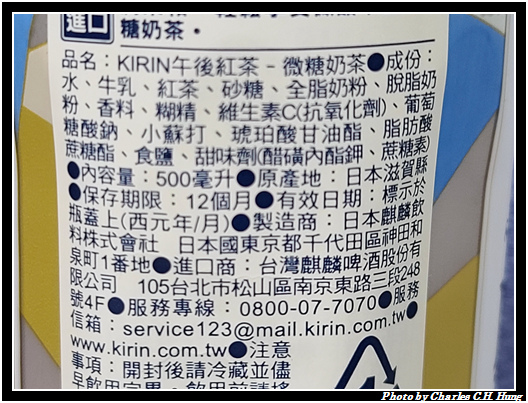 進口
糖奶茶。
品名：KIRIN午後紅茶－微糖奶茶●成份：
水、牛乳、紅茶、砂糖、全脂奶粉、脫脂奶
粉、香料、糊精、維生素C(抗氧化劑)、葡萄
糖酸鈉、小蘇打、琥珀酸甘油酯、脂肪酸
蔗糖酯、食鹽、甜味劑(醋磺內酯鉀、蔗糖素)
●內容量：500毫升●原產地：日本滋賀縣
●保存期限：12個月●有效日期：標示於
瓶蓋上(西元年/月)●製造商：日本麒麟飲
料株式會社 日本國東京都千代田區神田和
泉町1番地●進口商：台灣麒麟啤酒股份有
限公司 105台北市松山區南京東路三段248
號4F●服務專線：0800-07-7070●服務
信箱：service123@mail.kirin.com.tw●
www.kirin.com.tw●注意
事項：開封後請冷藏並儘
早飲用完畢，飲用前請搖
Photo by Charles C.H. Hung